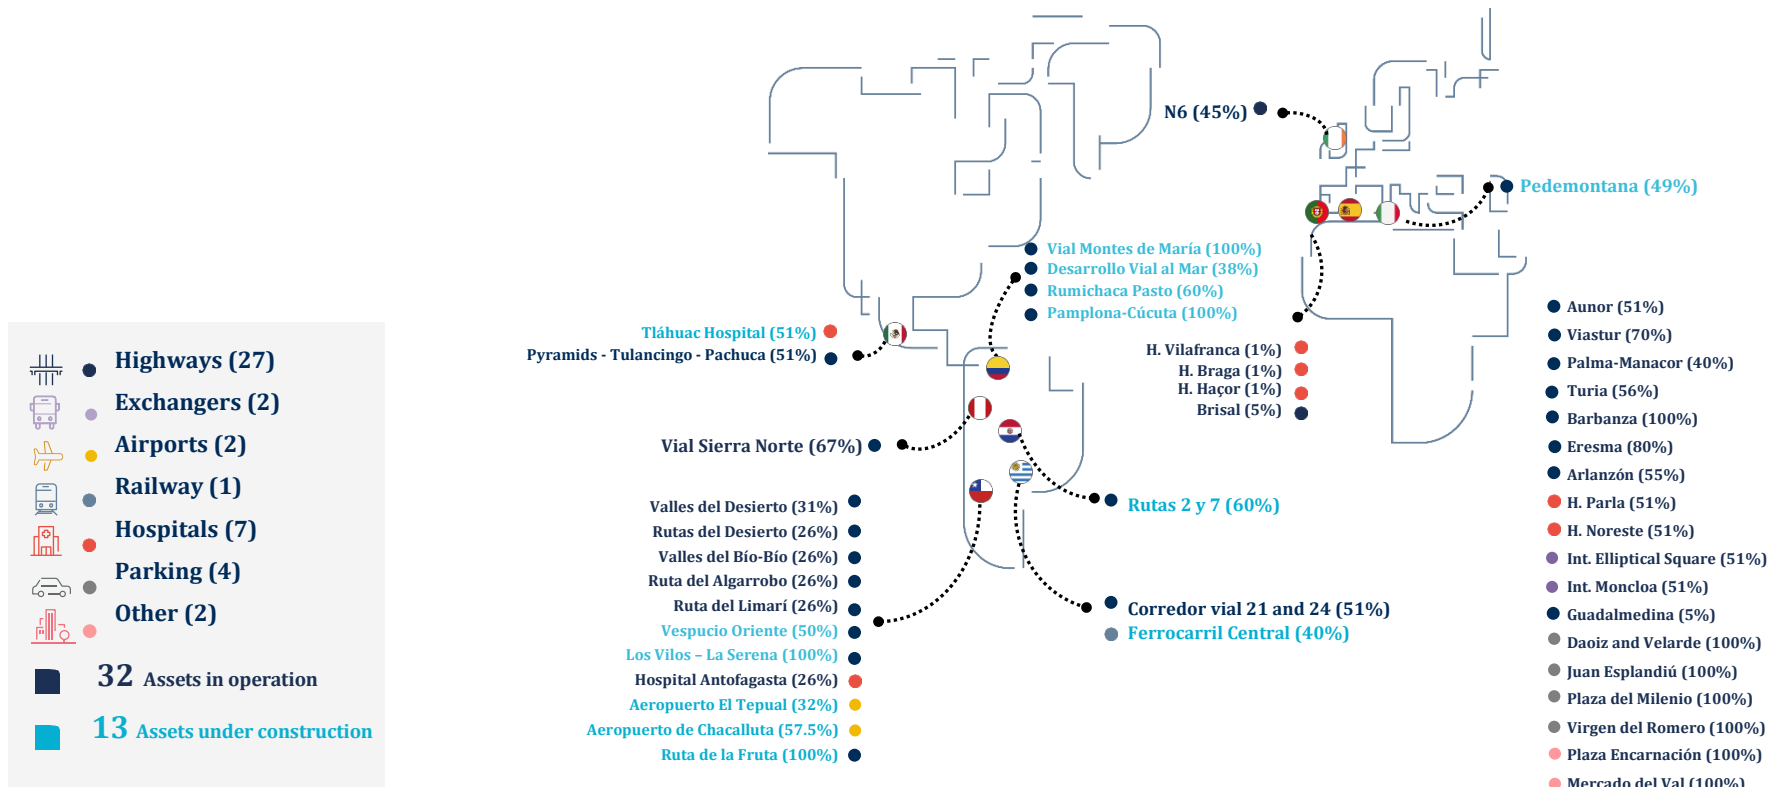 N6 (45%)
Pedemontana (49%)
Vial Montes de María (100%)
Desarrollo Vial al Mar (38%)
Rumichaca Pasto (60%)
Pamplona-Cúcuta (100%)
Tláhuac Hospital (51%)
Pyramids - Tulancingo - Pachuca (51%)
H. Vilafranca (1%)
H. Braga (1%)
H. Haçor (1%)
Brisal (5%)
Vial Sierra Norte (67%)
Valles del Desierto (31%)
Rutas del Desierto (26%)
Valles del Bío-Bío (26%)
Ruta del Algarrobo (26%)
Ruta del Limarí (26%)
Vespucio Oriente (50%)
Los Vilos – La Serena (100%)
Hospital Antofagasta (26%)
Aeropuerto El Tepual (32%)
Aeropuerto de Chacalluta (57.5%)
Ruta de la Fruta (100%)
Rutas 2 y 7 (60%)
Corredor vial 21 and 24 (51%)
Ferrocarril Central (40%)
Aunor (51%)
Viastur (70%)
Palma-Manacor (40%)
Turia (56%)
Barbanza (100%)
Eresma (80%)
Arlanzón (55%)
H. Parla (51%)
H. Noreste (51%)
Int. Elliptical Square (51%)
Int. Moncloa (51%)
Guadalmedina (5%)
Daoiz and Velarde (100%)
Juan Esplandiú (100%)
Plaza del Milenio (100%)
Virgen del Romero (100%)
Plaza Encarnación (100%)
Mercado del Val (100%)
Highways (27)
Exchangers (2)
Airports (2)
Railway (1)
Hospitals (7)
Parking (4)
Other (2)
32 Assets in operation
13 Assets under construction